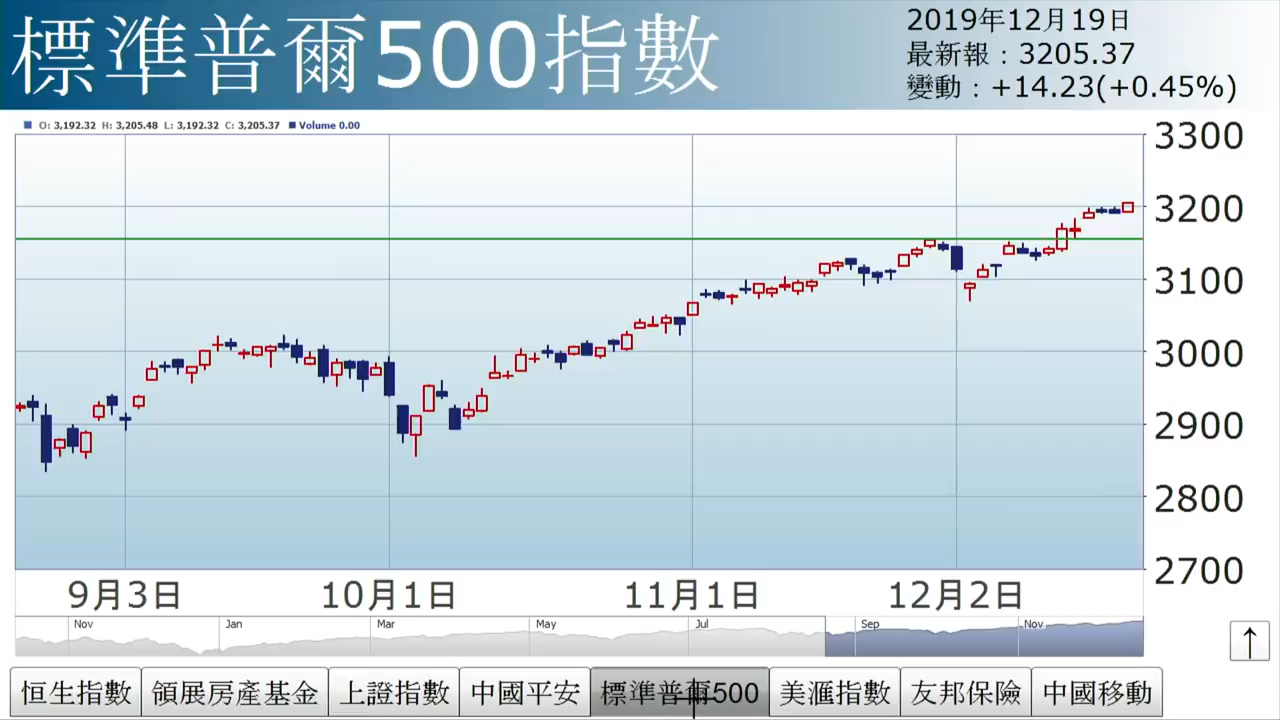 標準普爾500指數
2019年12月19日
最新報：3205.37
變動：+14.23(+0.45%)
O: 3,192.32 H: 3,205.48 L: 3,192.32 C: 3,205.37 Volume 0.00
3300
3200
3100
3000
2900
2800
2700
9月3日 10月1日 11月1日 12月2日
Nov Jan Mar May Jul Sep Nov
↑
恒生指數 領展房產基金 上證指數 中國平安 標準普爾500 美滙指數 友邦保險 中國移動